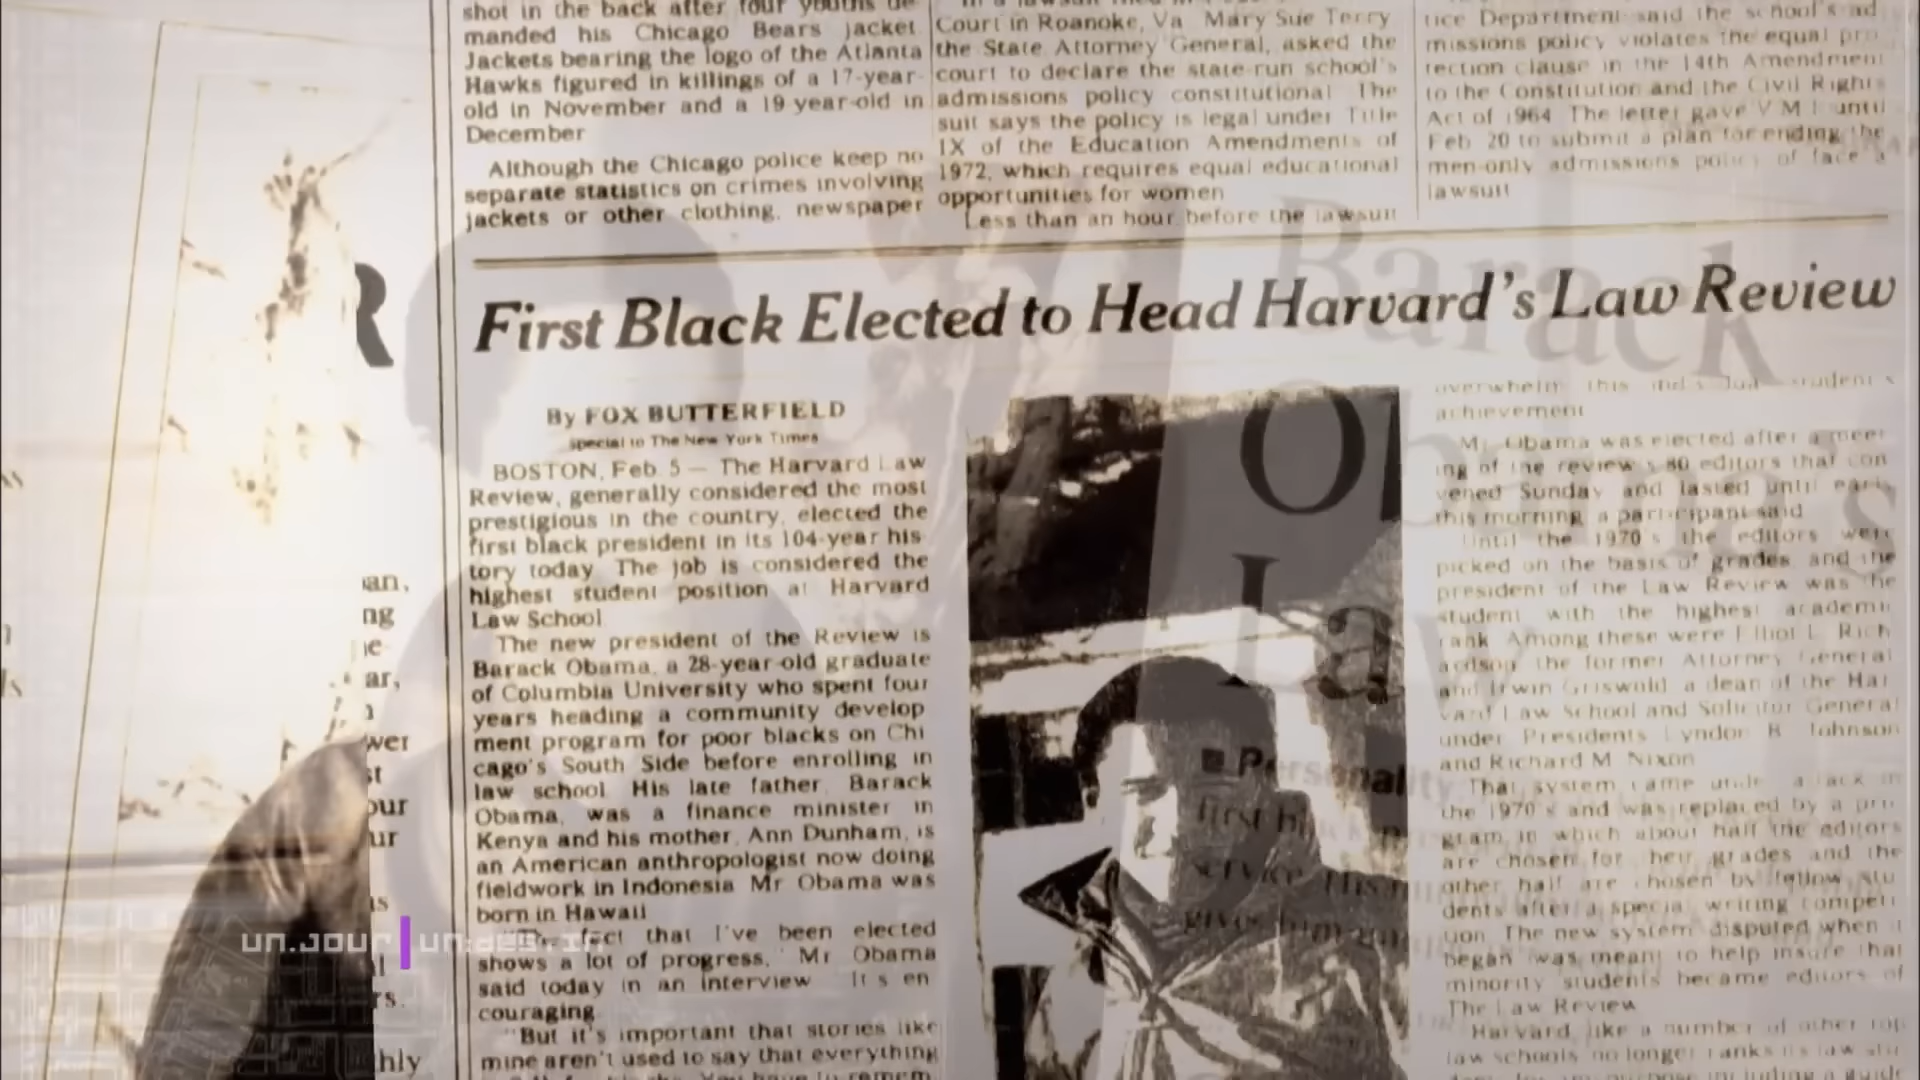 shot in the back after four youths de-
manded his Chicago Bears jacket.
Jackets bearing the logo of the Atlanta
Hawks figured in killings of a 17-year-
old in November and a 19-year-old in
December
Although the Chicago police keep no
separate statistics on crimes involving
jackets or other clothing, newspaper
Court in Roanoke, Va. Mary Sue Terry
the State Attorney General, asked the
court to declare the state-run school's
admissions policy constitutional The
suit says the policy is legal under Title
IX of the Education Amendments of
1972, which requires equal educational
opportunities for women
Less than an hour before the lawsuit
tice Department said the school's ad
missions policy violates the equal pro
tection clause in the 14th Amendment
to the Constitution and the Civil Rights
Act of 1964. The letter gave V M I until
Feb. 20 to submit a plan for ending the
men-only admissions policy of face a
lawsuit
First Black Elected to Head Harvard's Law Review
By FOX BUTTERFIELD
Special to The New York Times
BOSTON, Feb. 5 — The Harvard Law
Review, generally considered the most
prestigious in the country, elected the
first black president in its 104-year his
tory today. The job is considered the
highest student position at Harvard
Law School
The new president of the Review is
Barack Obama, a 28-year-old graduate
of Columbia University who spent four
years heading a community develop
ment program for poor blacks on Chi
cago's South Side before enrolling in
law school. His late father, Barack
Obama, was a finance minister in
Kenya and his mother, Ann Dunham, is
an American anthropologist now doing
fieldwork in Indonesia Mr Obama was
born in Hawaii
"The fact that I've been elected
shows a lot of progress," Mr Obama
said today in an interview It's en
couraging.
"But it's important that stories like
mine aren't used to say that everything
overwhelm this individual student's
achievement
Mr. Obama was elected after a meet
ing of the review's 80 editors that con
vened Sunday and lasted until early
this morning, a participant said
Until the 1970's the editors were
picked on the basis of grades, and the
president of the Law Review was the
student with the highest academic
rank. Among these were Elliot L. Rich
ardson, the former Attorney General
and Irwin Griswold a dean of the Har
vard Law School and Solicitor General
under Presidents Lyndon B. Johnson
and Richard M. Nixon
That system came under attack in
the 1970's and was replaced by a pro
gram in which about half the editors
are chosen for their grades and the
other half are chosen by fellow stu
dents after a special writing competi
tion. The new system, disputed when it
began, was meant to help insure that
minority students became editors of
The Law Review
Harvard, like a number of other top
law schools, no longer ranks its law stu
Barack
Obama's
Law
Personality
first black
service. His
gives him
un.jour|un.destin